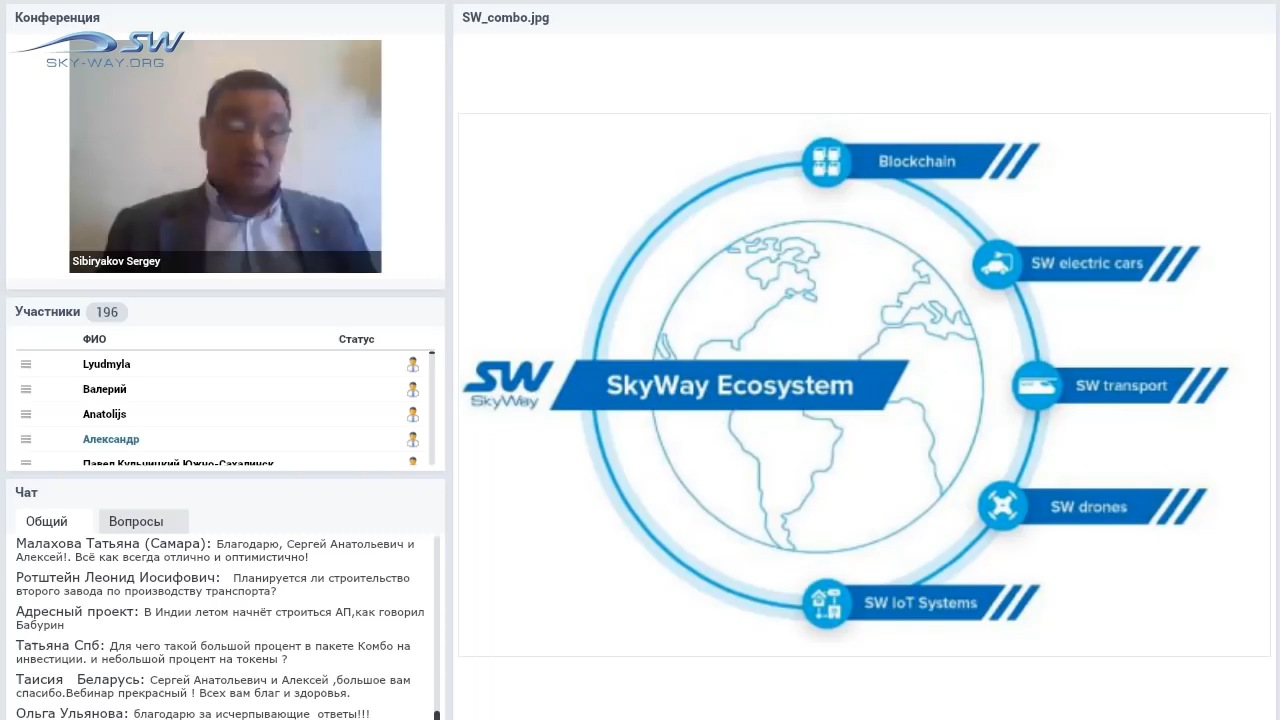 Конференция
SW
SKY-WAY.ORG
Sibiryakov Sergey
Участники 196
ФИО Статус
Lyudmyla
Валерий
Anatolijs
Александр
Павел Кульчицкий Южно-Сахалинск
Чат
Общий Вопросы
Малахова Татьяна (Самара): Благодарю, Сергей Анатольевич и
Алексей!. Всё как всегда отлично и оптимистично!
Ротштейн Леонид Иосифович: Планируется ли строительство
второго завода по производству транспорта?
Адресный проект: В Индии летом начнёт строиться АП,как говорил
Бабурин
Татьяна Спб: Для чего такой большой процент в пакете Комбо на
инвестиции. и небольшой процент на токены ?
Таисия Беларусь: Сергей Анатольевич и Алексей ,большое вам
спасибо.Вебинар прекрасный ! Всех вам благ и здоровья.
Ольга Ульянова: благодарю за исчерпывающие ответы!!!
SW_combo.jpg
Blockchain
SW electric cars
SW
SkyWay
SkyWay Ecosystem
SW transport
SW drones
SW IoT Systems